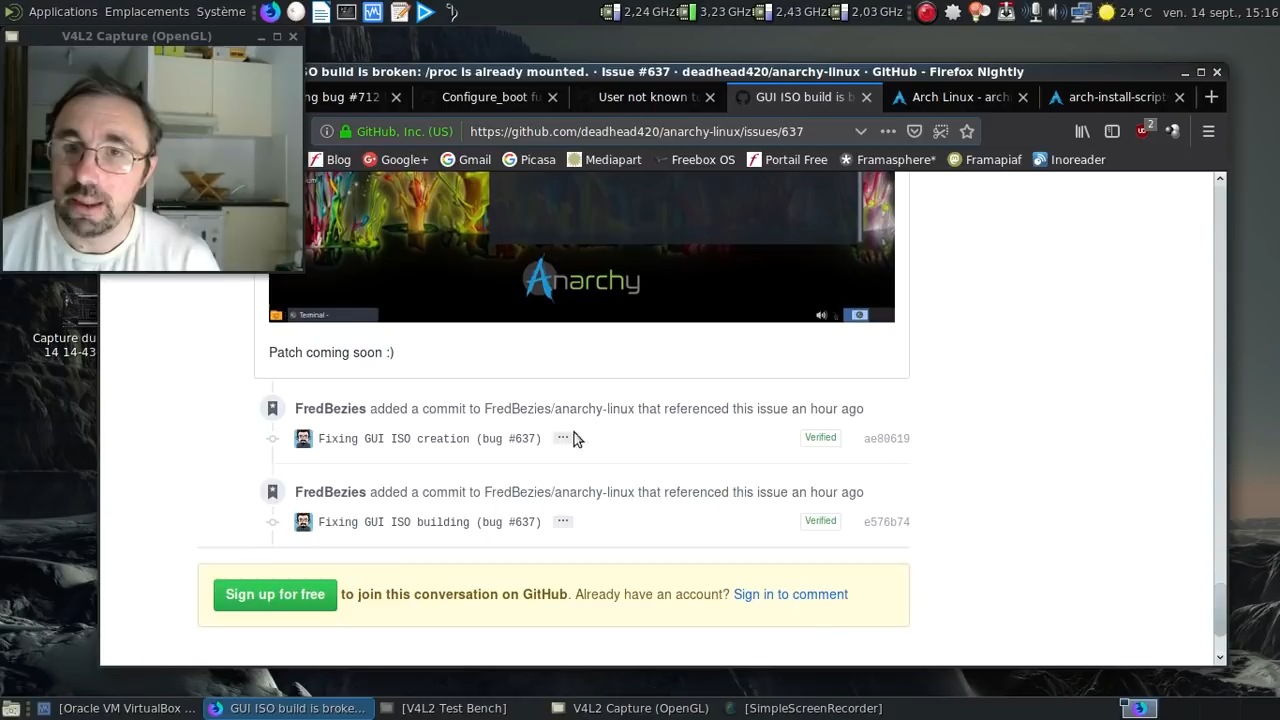 Applications Emplacements Système
2,24 GHz 3,23 GHz 2,43 GHz 2,03 GHz 24 °C ven. 14 sept., 15:16
V4L2 Capture (OpenGL)
SO build is broken: /proc is already mounted. · Issue #637 · deadhead420/anarchy-linux · GitHub - Firefox Nightly
ng bug #712
Configure_boot fu
User not known to
GUI ISO build is b
Arch Linux - arch
arch-install-script
GitHub, Inc. (US)
https://github.com/deadhead420/anarchy-linux/issues/637
2
Blog Google+ Gmail Picasa Mediapart Freebox OS Portail Free Framasphere* Framapiaf Inoreader
Anarchy
Terminal -
Capture du
14 14-43
Patch coming soon :)
FredBezies added a commit to FredBezies/anarchy-linux that referenced this issue an hour ago
Fixing GUI ISO creation (bug #637) ... Verified ae80619
FredBezies added a commit to FredBezies/anarchy-linux that referenced this issue an hour ago
Fixing GUI ISO building (bug #637) ... Verified e576b74
Sign up for free to join this conversation on GitHub. Already have an account? Sign in to comment
[Oracle VM VirtualBox ... GUI ISO build is broke... [V4L2 Test Bench] V4L2 Capture (OpenGL) [SimpleScreenRecorder]